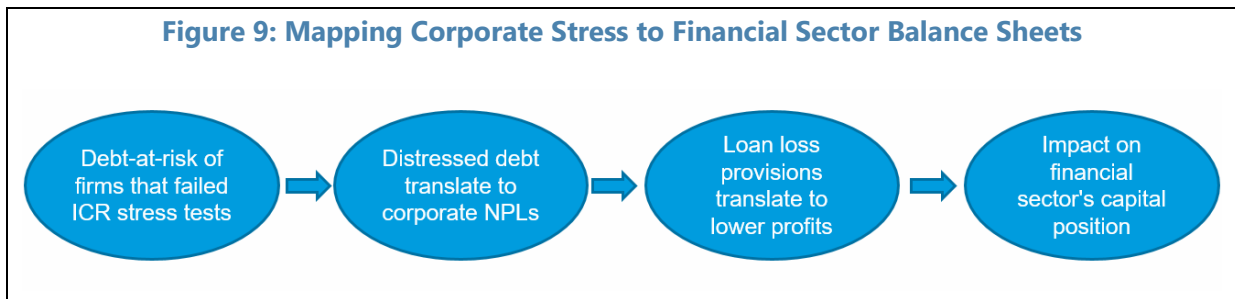 Figure 9: Mapping Corporate Stress to Financial Sector Balance Sheets
Debt-at-risk of
firms that failed
ICR stress tests
Distressed debt
translate to
corporate NPLs
Loan loss
provisions
translate to
lower profits
Impact on
financial
sector's capital
position